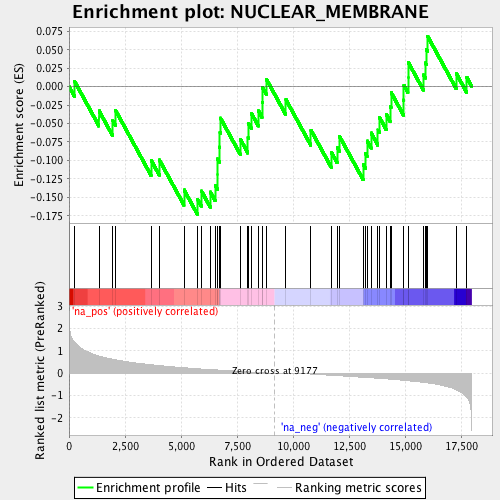 Enrichment plot: NUCLEAR_MEMBRANE
Enrichment score (ES)
0.075
0.050
0.025
0.000
-0.025
-0.050
-0.075
-0.100
-0.125
-0.150
-0.175
Ranked list metric (PreRanked)
3
2
1
0
-1
-2
'na_pos' (positively correlated)
Zero cross at 9177
'na_neg' (negatively correlated)
0
2,500
5,000
7,500
10,000
12,500
15,000
17,500
Rank in Ordered Dataset
Enrichment profile
Hits
Ranking metric scores